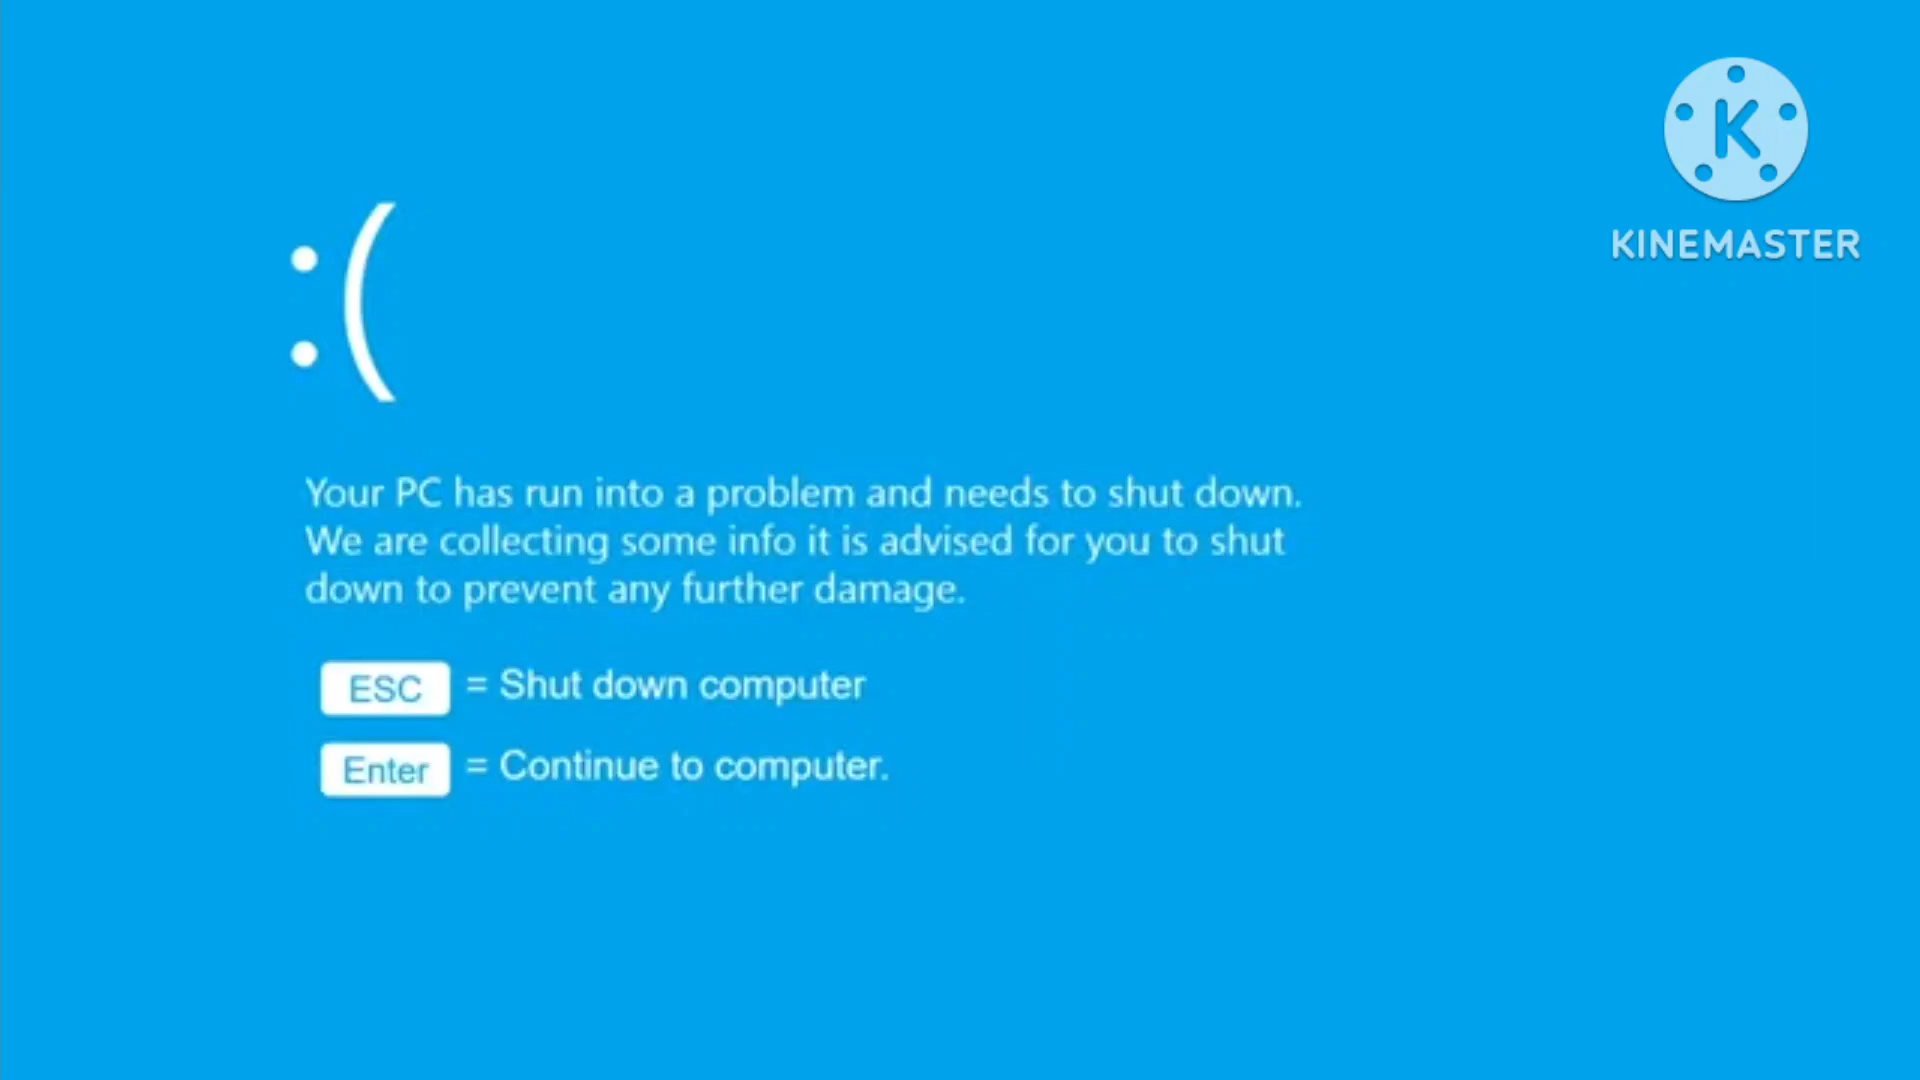 K
KINEMASTER
:(
Your PC has run into a problem and needs to shut down.
We are collecting some info it is advised for you to shut
down to prevent any further damage.
ESC = Shut down computer
Enter = Continue to computer.